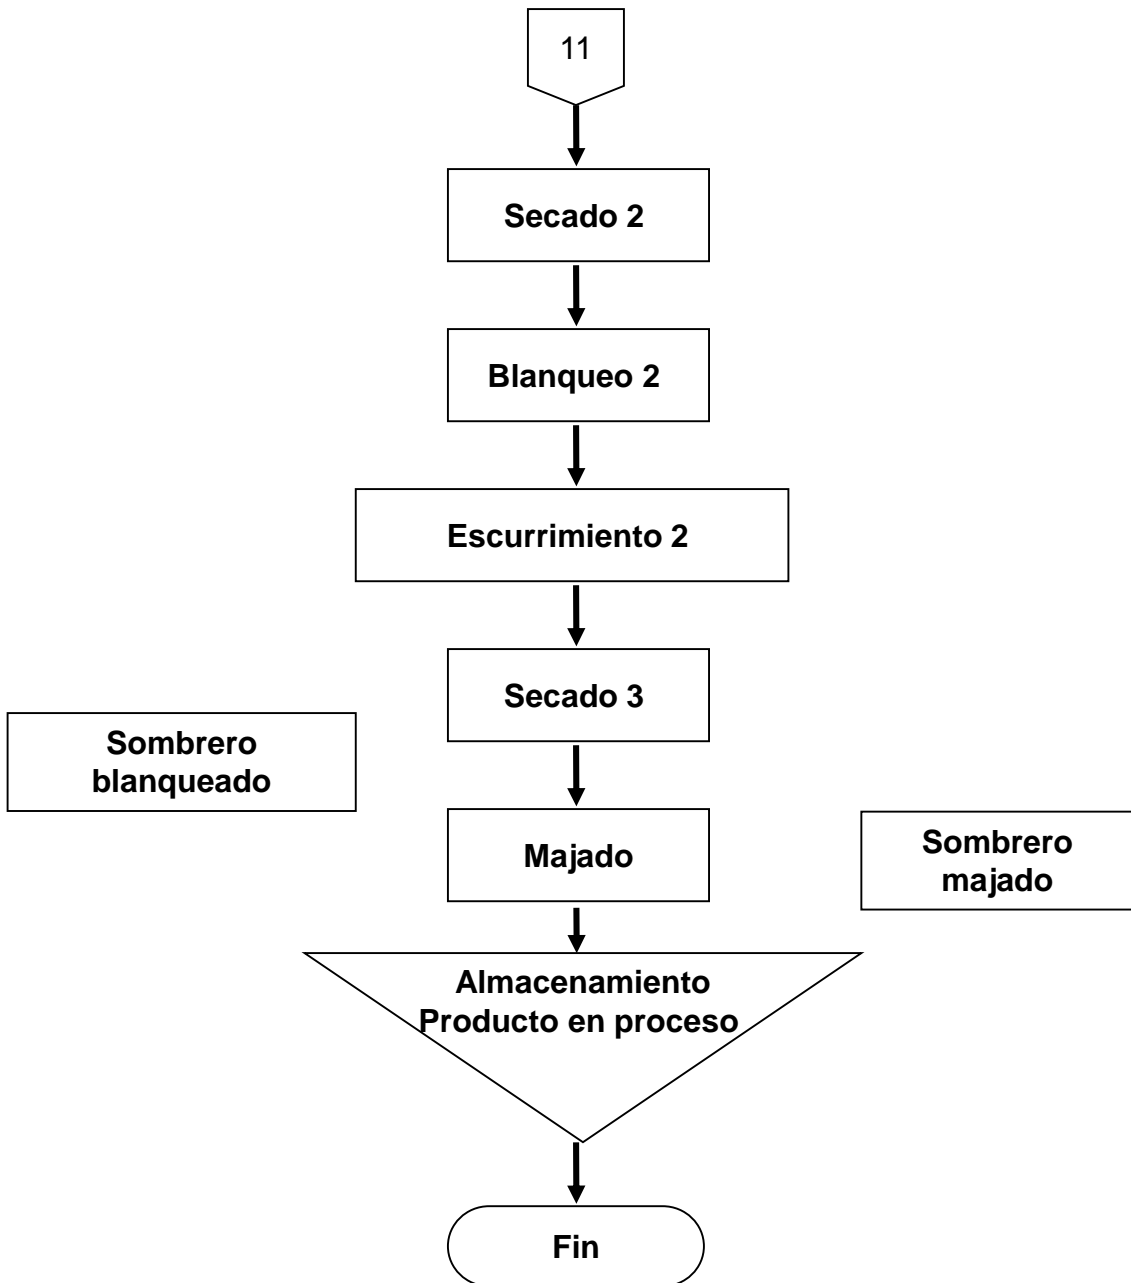 11
Secado 2
Blanqueo 2
Escurrimiento 2
Secado 3
Sombrero
blanqueado
Majado
Sombrero
majado
Almacenamiento
Producto en proceso
Fin